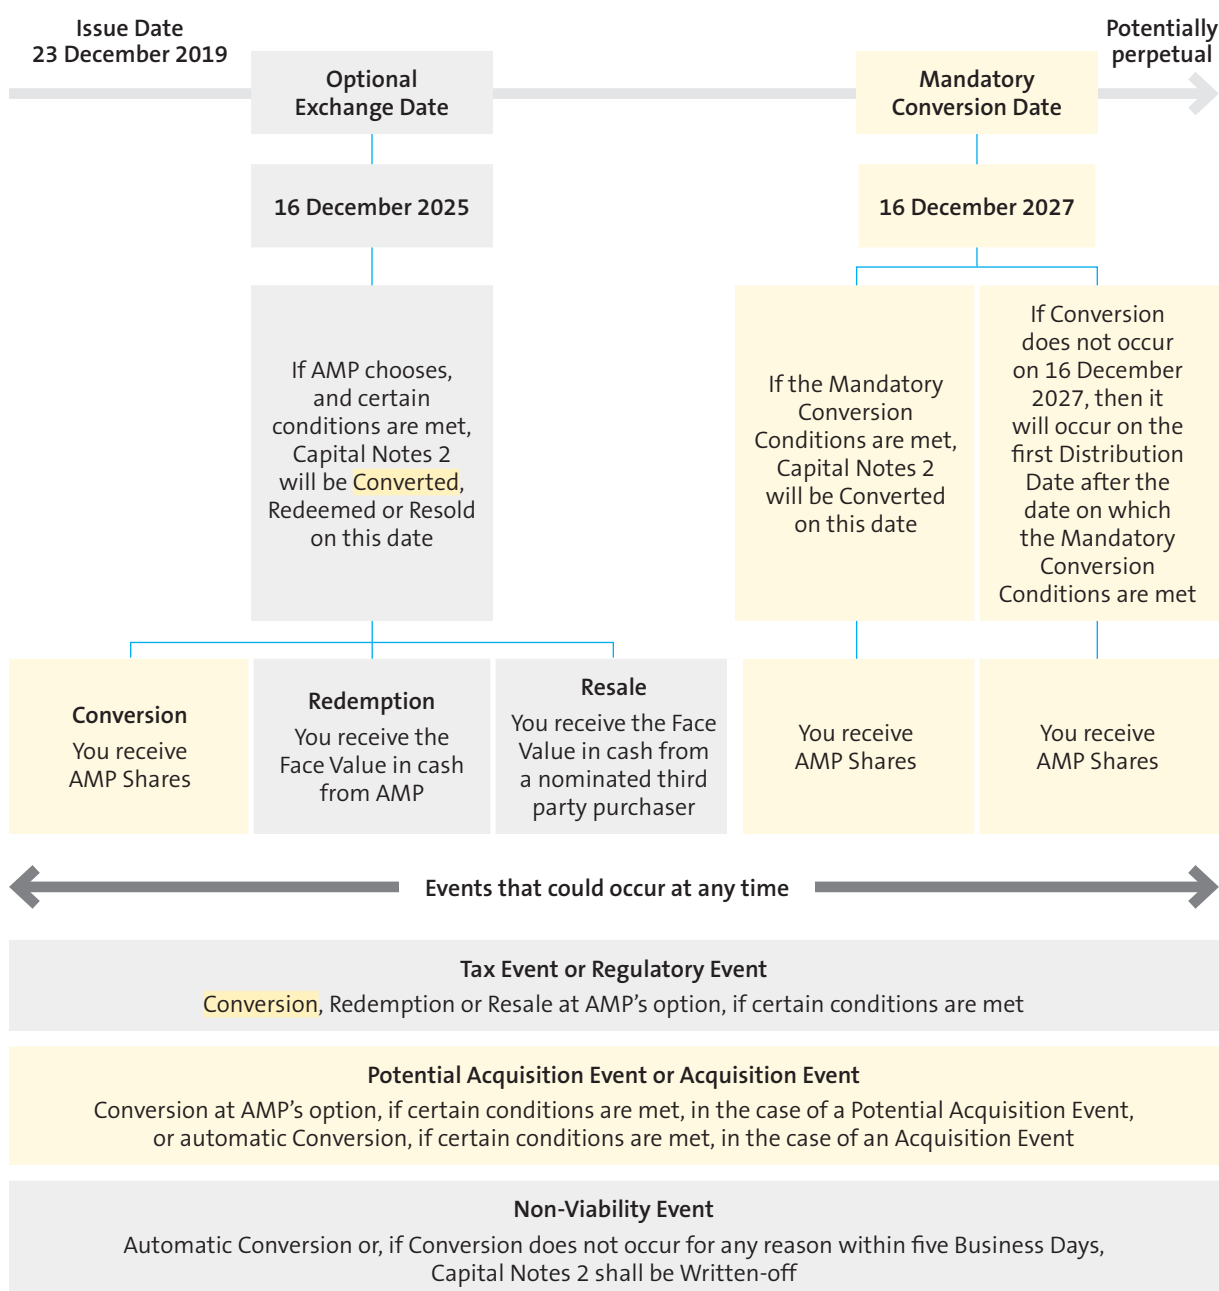 Issue Date
23 December 2019
Potentially
perpetual
Optional
Exchange Date
Mandatory
Conversion Date
16 December 2025
16 December 2027
If AMP chooses,
and certain
conditions are met,
Capital Notes 2
will be Converted,
Redeemed or Resold
on this date
If the Mandatory
Conversion
Conditions are met,
Capital Notes 2
will be Converted
on this date
If Conversion
does not occur
on 16 December
2027, then it
will occur on the
first Distribution
Date after the
date on which
the Mandatory
Conversion
Conditions are met
Conversion
You receive
AMP Shares
Redemption
You receive the
Face Value in cash
from AMP
Resale
You receive the Face
Value in cash from
a nominated third
party purchaser
You receive
AMP Shares
You receive
AMP Shares
Events that could occur at any time
Tax Event or Regulatory Event
Conversion, Redemption or Resale at AMP’s option, if certain conditions are met
Potential Acquisition Event or Acquisition Event
Conversion at AMP’s option, if certain conditions are met, in the case of a Potential Acquisition Event,
or automatic Conversion, if certain conditions are met, in the case of an Acquisition Event
Non-Viability Event
Automatic Conversion or, if Conversion does not occur for any reason within five Business Days,
Capital Notes 2 shall be Written-off